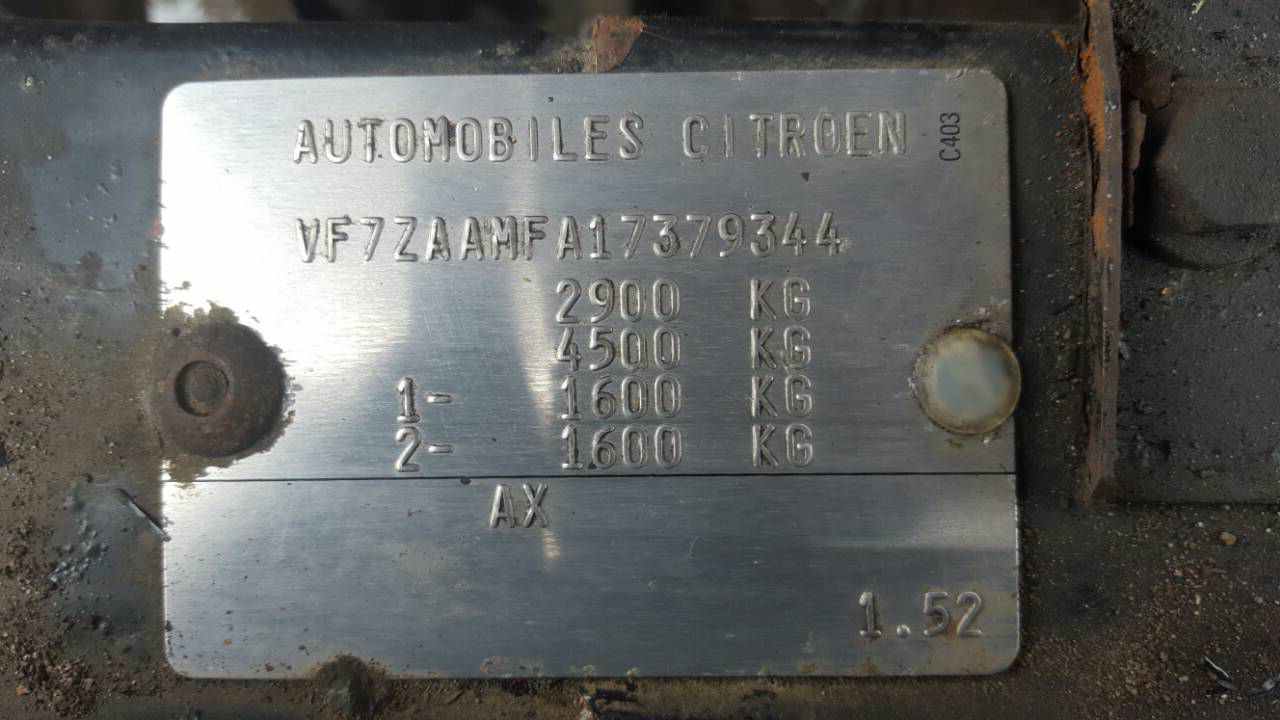 AUTOMOBILES CITROEN
C403
VF7ZAAMFA17379344
2900 KG
4500 KG
1- 1600 KG
2- 1600 KG
AX
1.52